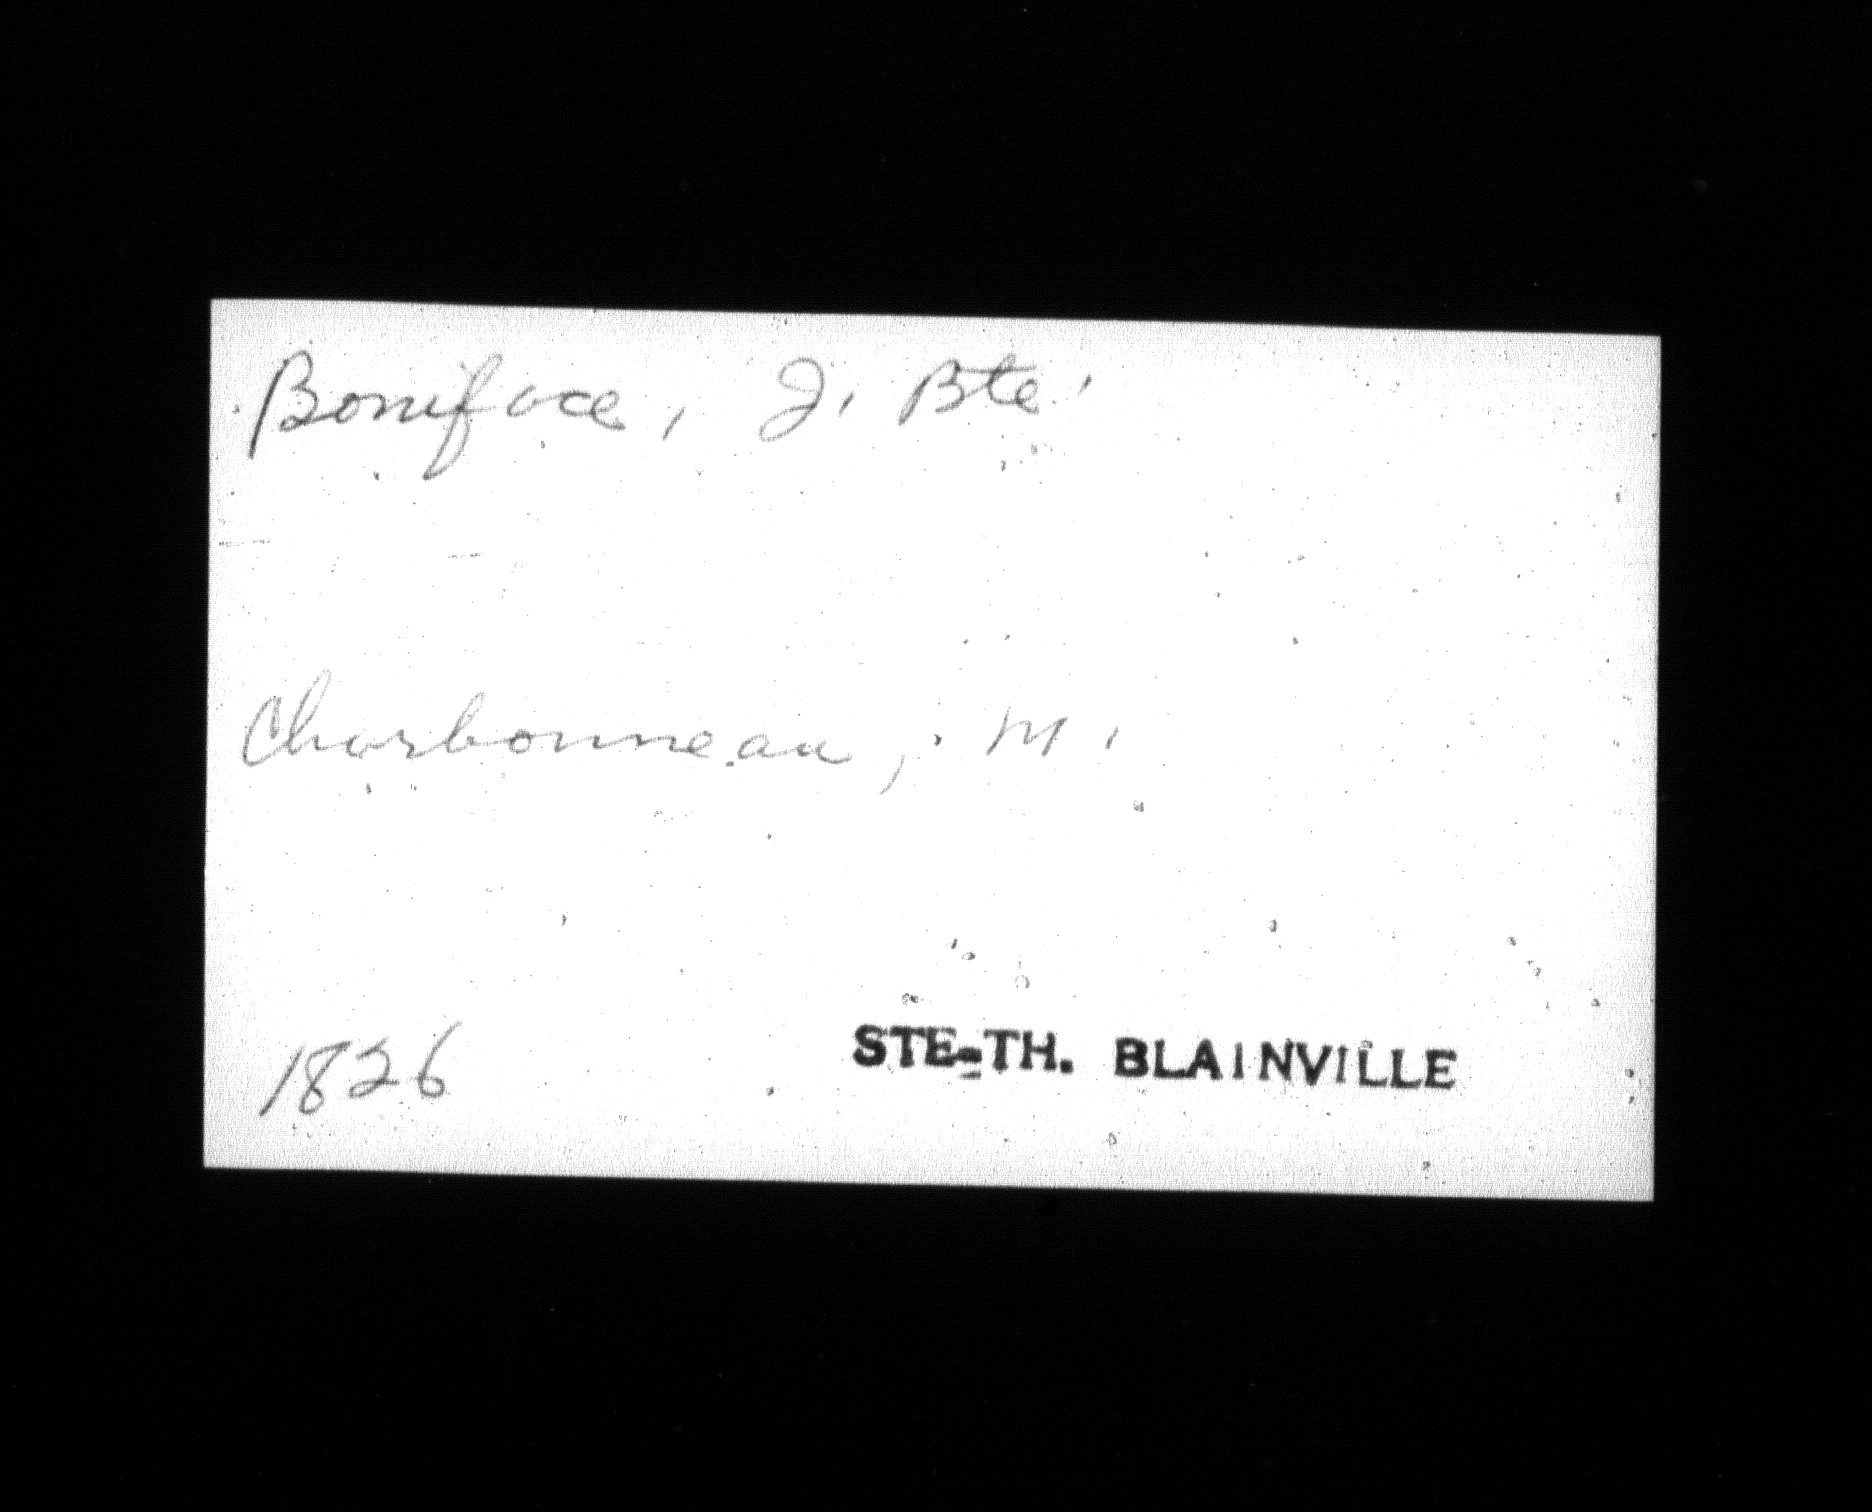 Boniface, J. Bte.
Charbonneau, M.
1826 STE-TH. BLAINVILLE